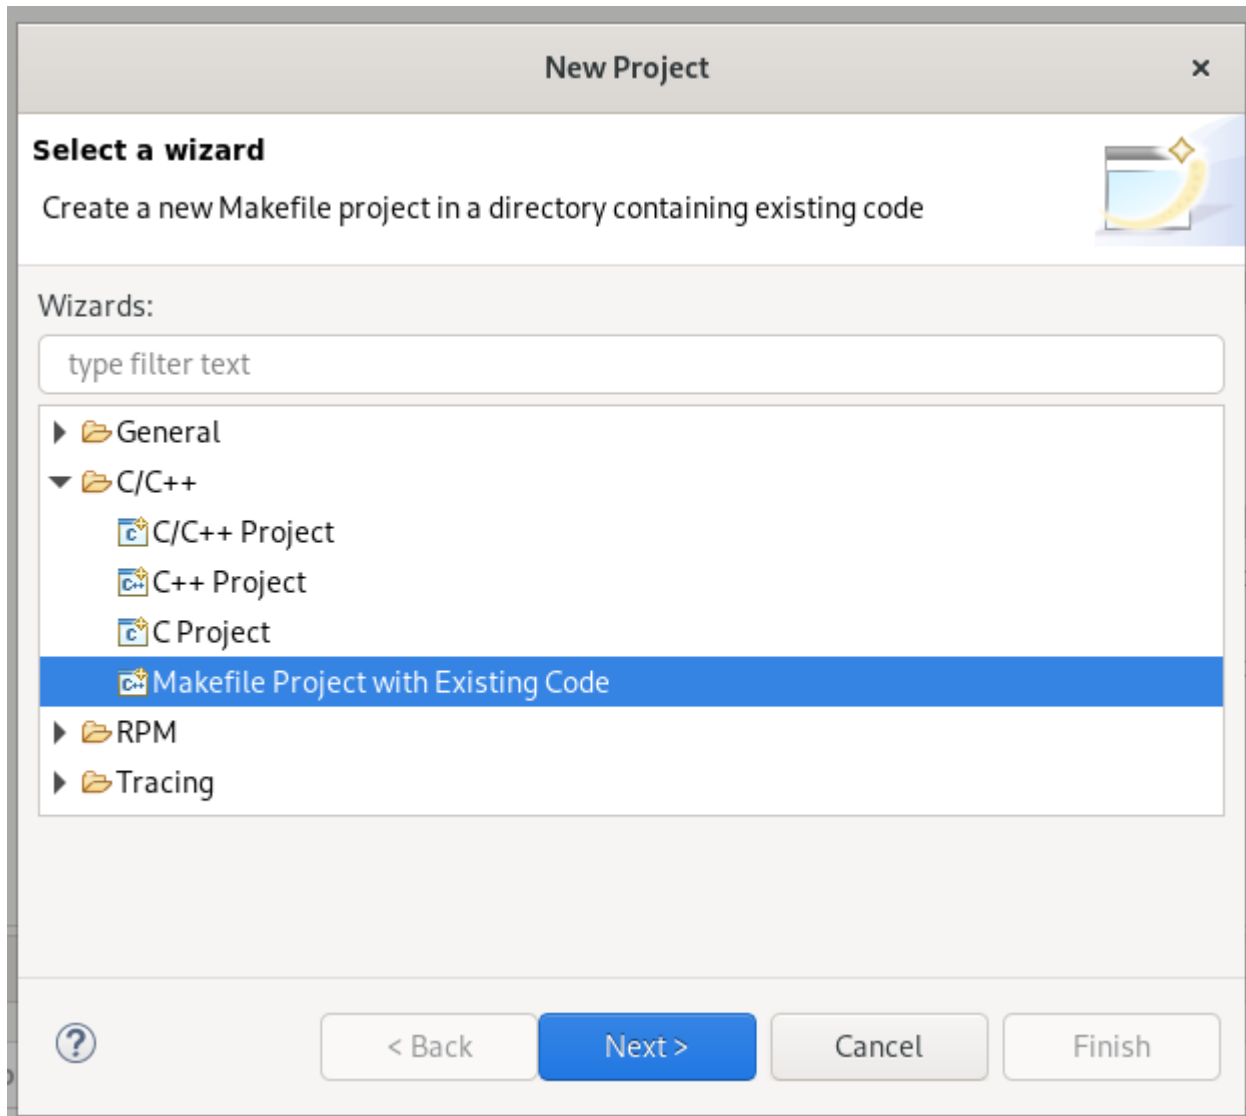 New Project
Select a wizard
Create a new Makefile project in a directory containing existing code
Wizards:
type filter text
General
C/C++
C/C++ Project
C++ Project
C Project
Makefile Project with Existing Code
RPM
Tracing
< Back Next > Cancel Finish